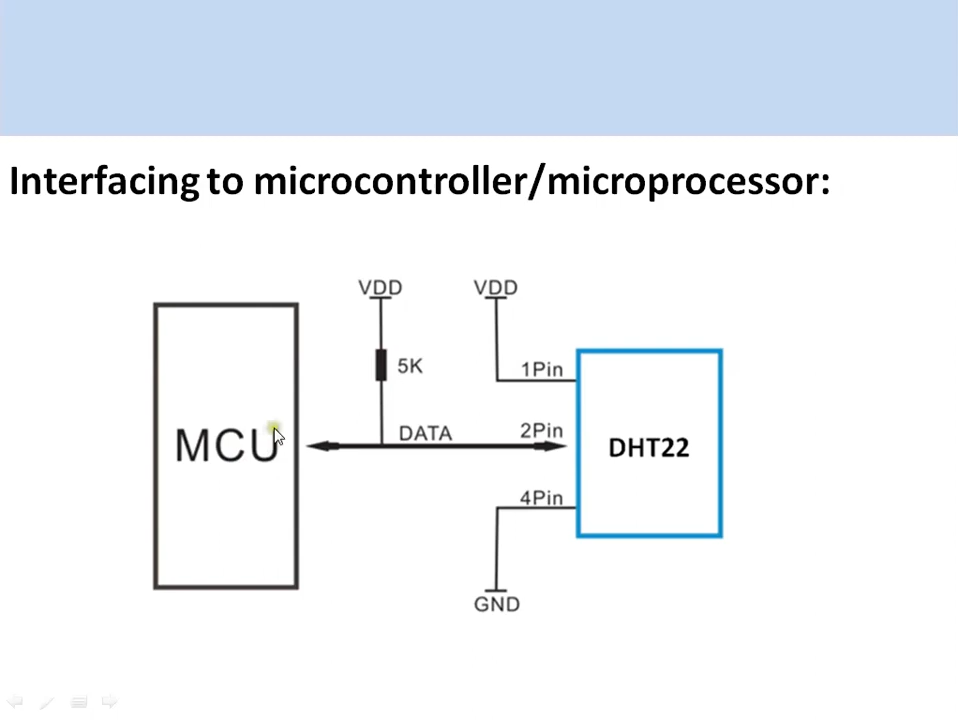 Interfacing to microcontroller/microprocessor:
VDD VDD
5K 1Pin
MCU DATA 2Pin DHT22
4Pin
GND